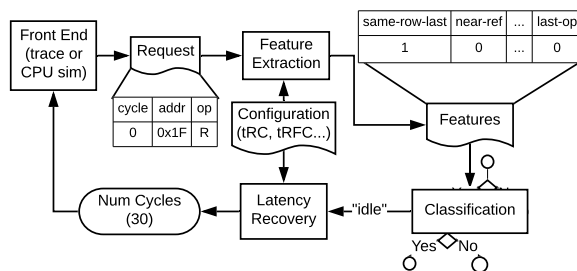 same-row-last near-ref ... last-op
1 0 ... 0
Front End
(trace or
CPU sim)
Request
Feature
Extraction
cycle addr op
0 0x1F R
Configuration
(tRC, tRFC...)
Features
Num Cycles
(30)
Latency
Recovery
"idle"
Classification
Yes No